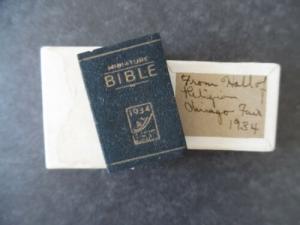 MINIATURE
BIBLE
1934
From Hall of
Religion
Chicago Fair
1934